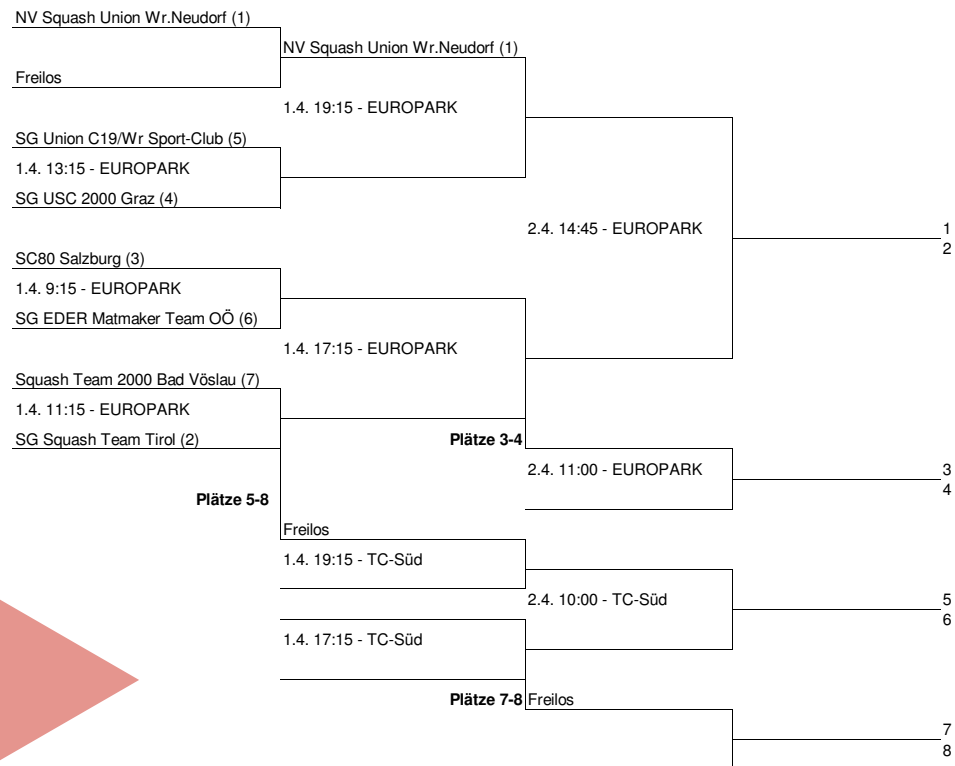 NV Squash Union Wr.Neudorf (1)
NV Squash Union Wr.Neudorf (1)
Freilos
1.4. 19:15 - EUROPARK
SG Union C19/Wr Sport-Club (5)
1.4. 13:15 - EUROPARK
SG USC 2000 Graz (4)
2.4. 14:45 - EUROPARK
1
2
SC80 Salzburg (3)
1.4. 9:15 - EUROPARK
SG EDER Matmaker Team OÖ (6)
1.4. 17:15 - EUROPARK
Squash Team 2000 Bad Vöslau (7)
1.4. 11:15 - EUROPARK
SG Squash Team Tirol (2)
Plätze 3-4
2.4. 11:00 - EUROPARK
3
4
Plätze 5-8
Freilos
1.4. 19:15 - TC-Süd
2.4. 10:00 - TC-Süd
5
6
1.4. 17:15 - TC-Süd
Plätze 7-8
Freilos
7
8